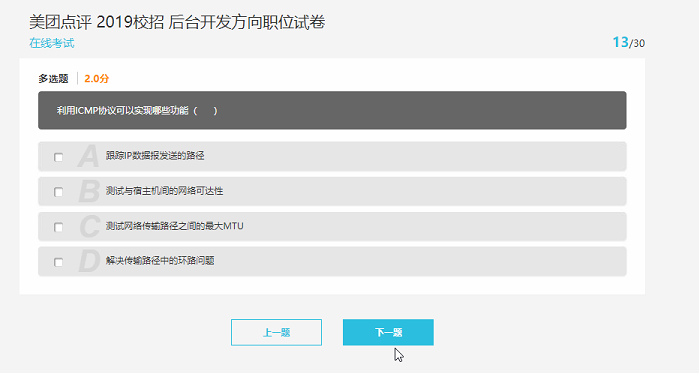 美团点评 2019校招 后台开发方向职位试卷
在线考试 13/30
多选题 2.0分
利用ICMP协议可以实现哪些功能（ ）
A 跟踪IP数据报发送的路径
B 测试与宿主机间的网络可达性
C 测试网络传输路径之间的最大MTU
D 解决传输路径中的环路问题
上一题 下一题